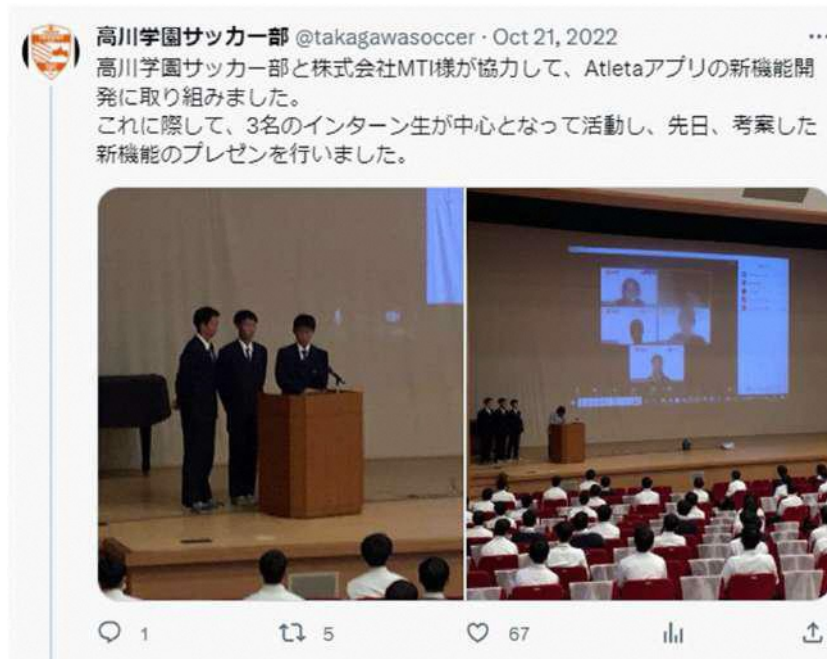 高川学園サッカー部 @takagawasoccer · Oct 21, 2022 ...
高川学園サッカー部と株式会社MTI様が協力して、Atletaアプリの新機能開
発に取り組みました。
これに際して、3名のインターン生が中心となって活動し、先日、考案した
新機能のプレゼンを行いました。
1 5 67